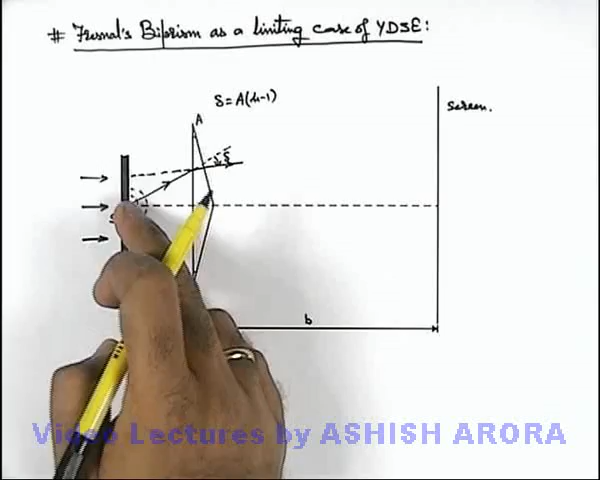 # Fresnel's Biprism as a limiting case of YDSE:
δ = A(μ-1)
A
screen.
δ
S
b
Video Lectures by ASHISH ARORA